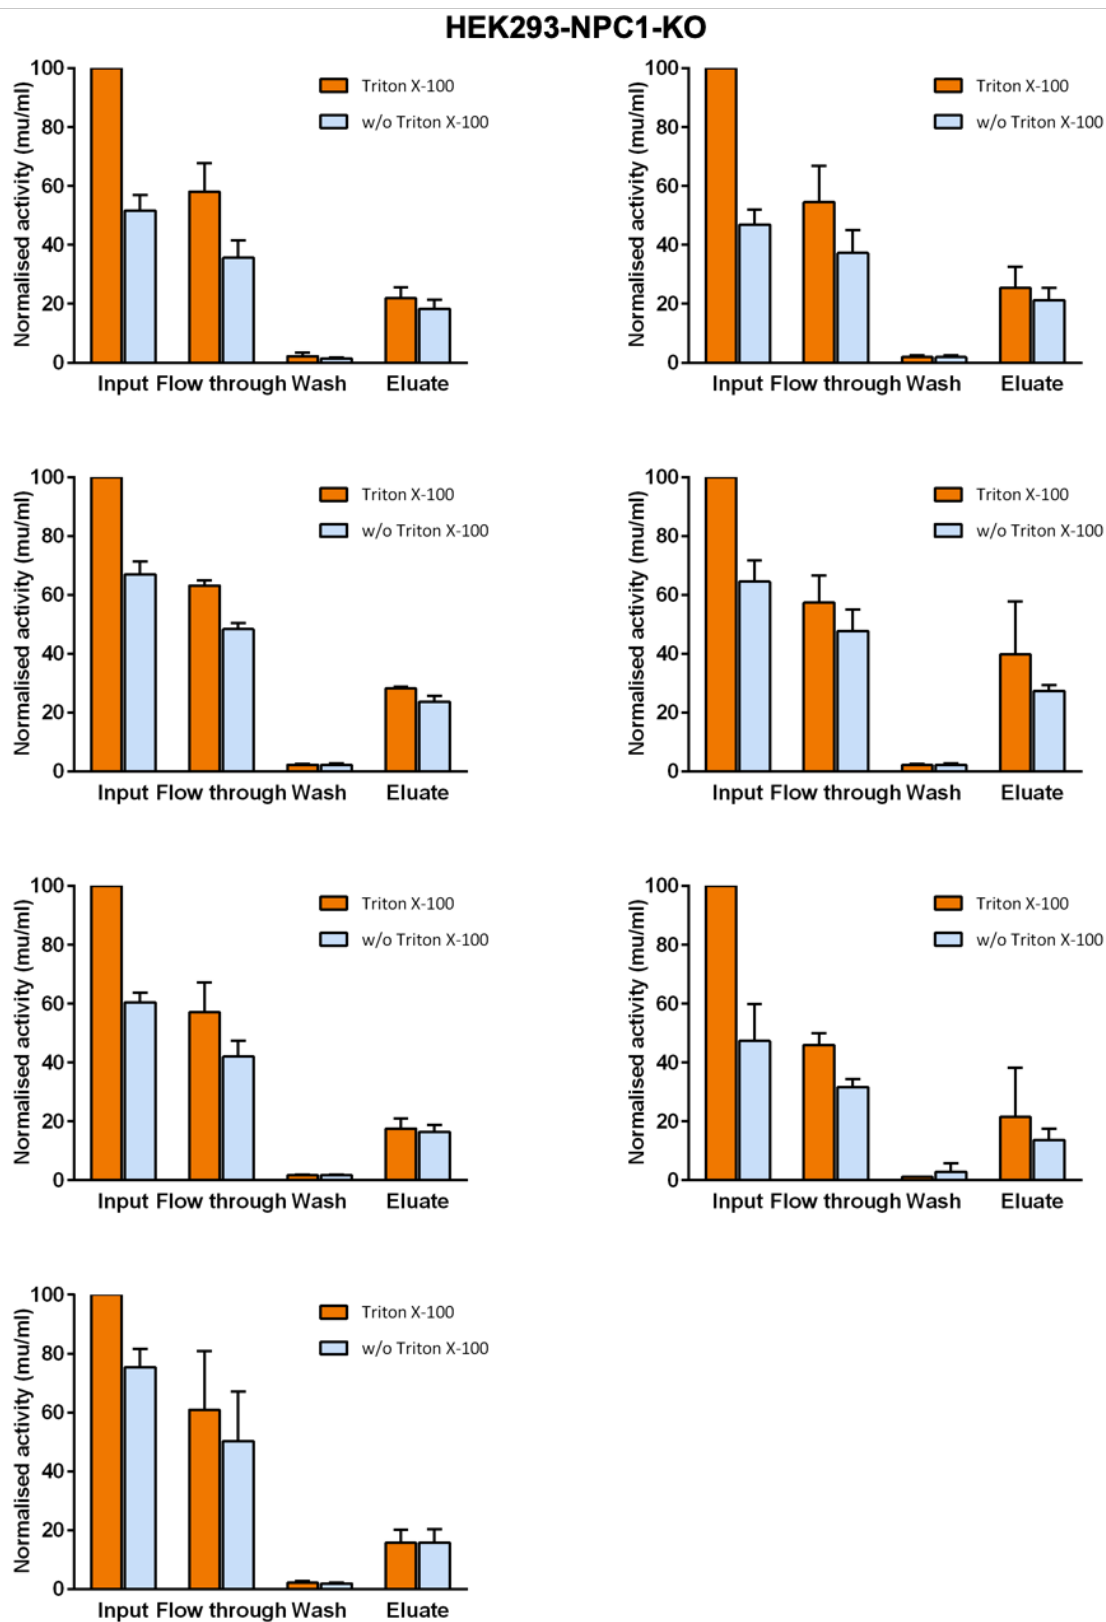 HEK293-NPC1-KO
Normalised activity (mu/ml)
100
80
60
40
20
0
Triton X-100
w/o Triton X-100
Input Flow through Wash Eluate
Normalised activity (mu/ml)
100
80
60
40
20
0
Triton X-100
w/o Triton X-100
Input Flow through Wash Eluate
Normalised activity (mu/ml)
100
80
60
40
20
0
Triton X-100
w/o Triton X-100
Input Flow through Wash Eluate
Normalised activity (mu/ml)
100
80
60
40
20
0
Triton X-100
w/o Triton X-100
Input Flow through Wash Eluate
Normalised activity (mu/ml)
100
80
60
40
20
0
Triton X-100
w/o Triton X-100
Input Flow through Wash Eluate
Normalised activity (mu/ml)
100
80
60
40
20
0
Triton X-100
w/o Triton X-100
Input Flow through Wash Eluate
Normalised activity (mu/ml)
100
80
60
40
20
0
Triton X-100
w/o Triton X-100
Input Flow through Wash Eluate